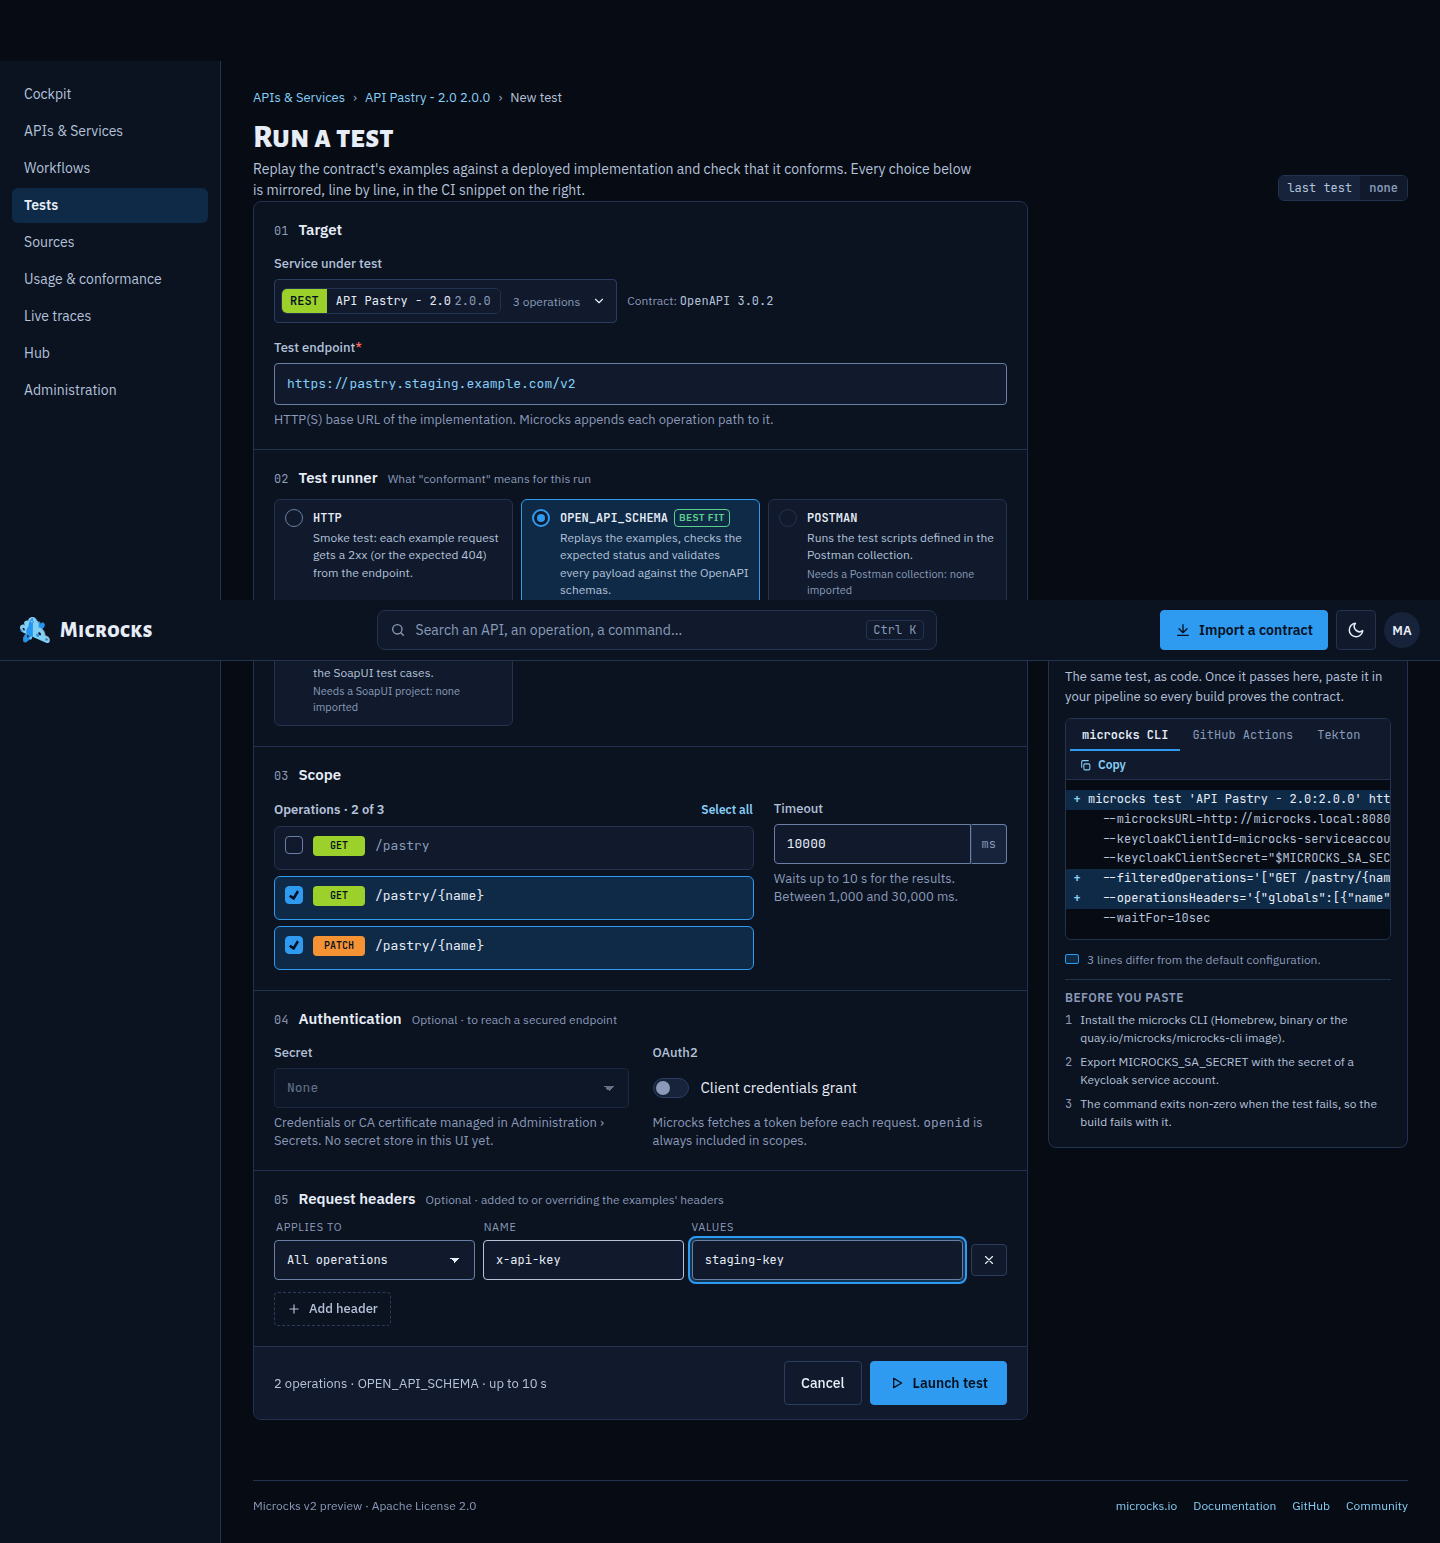 Cockpit
APIs & Services
Workflows
Tests
Sources
Usage & conformance
Live traces
Hub
Administration
APIs & Services › API Pastry - 2.0 2.0.0 › New test
Run a test
Replay the contract's examples against a deployed implementation and check that it conforms. Every choice below
is mirrored, line by line, in the CI snippet on the right.
last test none
01 Target
Service under test
REST API Pastry - 2.0 2.0.0 3 operations
Contract: OpenAPI 3.0.2
Test endpoint*
https://pastry.staging.example.com/v2
HTTP(S) base URL of the implementation. Microcks appends each operation path to it.
02 Test runner What "conformant" means for this run
HTTP
Smoke test: each example request
gets a 2xx (or the expected 404)
from the endpoint.
OPEN_API_SCHEMA BEST FIT
Replays the examples, checks the
expected status and validates
every payload against the OpenAPI
schemas.
POSTMAN
Runs the test scripts defined in the
Postman collection.
Needs a Postman collection: none
imported
Microcks
Search an API, an operation, a command...
Ctrl K
Import a contract
MA
the SoapUI test cases.
Needs a SoapUI project: none
imported
The same test, as code. Once it passes here, paste it in
your pipeline so every build proves the contract.
microcks CLI GitHub Actions Tekton
Copy
+ microcks test 'API Pastry - 2.0:2.0.0' htt
--microcksURL=http://microcks.local:8080
--keycloakClientId=microcks-serviceaccou
--keycloakClientSecret="$MICROCKS_SA_SEC
+ --filteredOperations='["GET /pastry/{nam
+ --operationsHeaders='{"globals":[{"name"
--waitFor=10sec
3 lines differ from the default configuration.
BEFORE YOU PASTE
1 Install the microcks CLI (Homebrew, binary or the
quay.io/microcks/microcks-cli image).
2 Export MICROCKS_SA_SECRET with the secret of a
Keycloak service account.
3 The command exits non-zero when the test fails, so the
build fails with it.
03 Scope
Operations · 2 of 3 Select all
GET /pastry
GET /pastry/{name}
PATCH /pastry/{name}
Timeout
10000 ms
Waits up to 10 s for the results.
Between 1,000 and 30,000 ms.
04 Authentication Optional · to reach a secured endpoint
Secret
None
Credentials or CA certificate managed in Administration ›
Secrets. No secret store in this UI yet.
OAuth2
Client credentials grant
Microcks fetches a token before each request. openid is
always included in scopes.
05 Request headers Optional · added to or overriding the examples' headers
APPLIES TO NAME VALUES
All operations x-api-key staging-key
Add header
2 operations · OPEN_API_SCHEMA · up to 10 s
Cancel
Launch test
Microcks v2 preview · Apache License 2.0
microcks.io Documentation GitHub Community